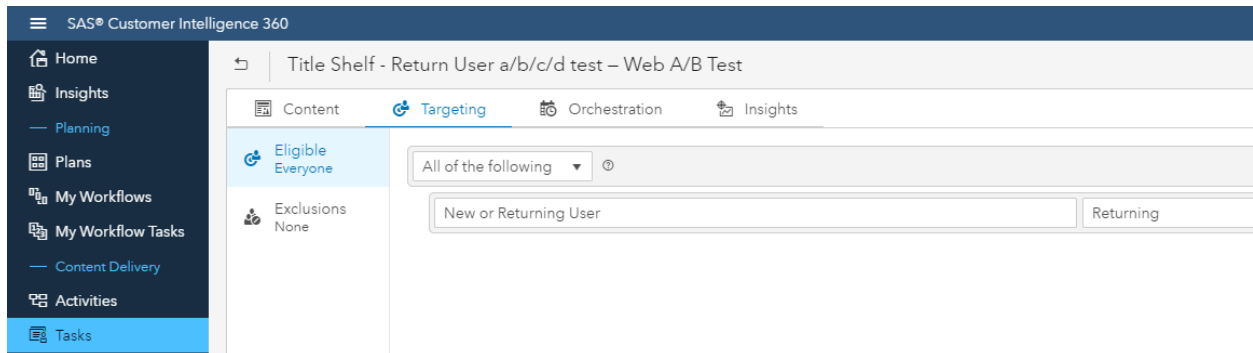 SAS® Customer Intelligence 360
Home
Insights
Planning
Plans
My Workflows
My Workflow Tasks
Content Delivery
Activities
Tasks
Title Shelf - Return User a/b/c/d test – Web A/B Test
Content Targeting Orchestration Insights
Eligible
Everyone
Exclusions
None
All of the following
New or Returning User Returning